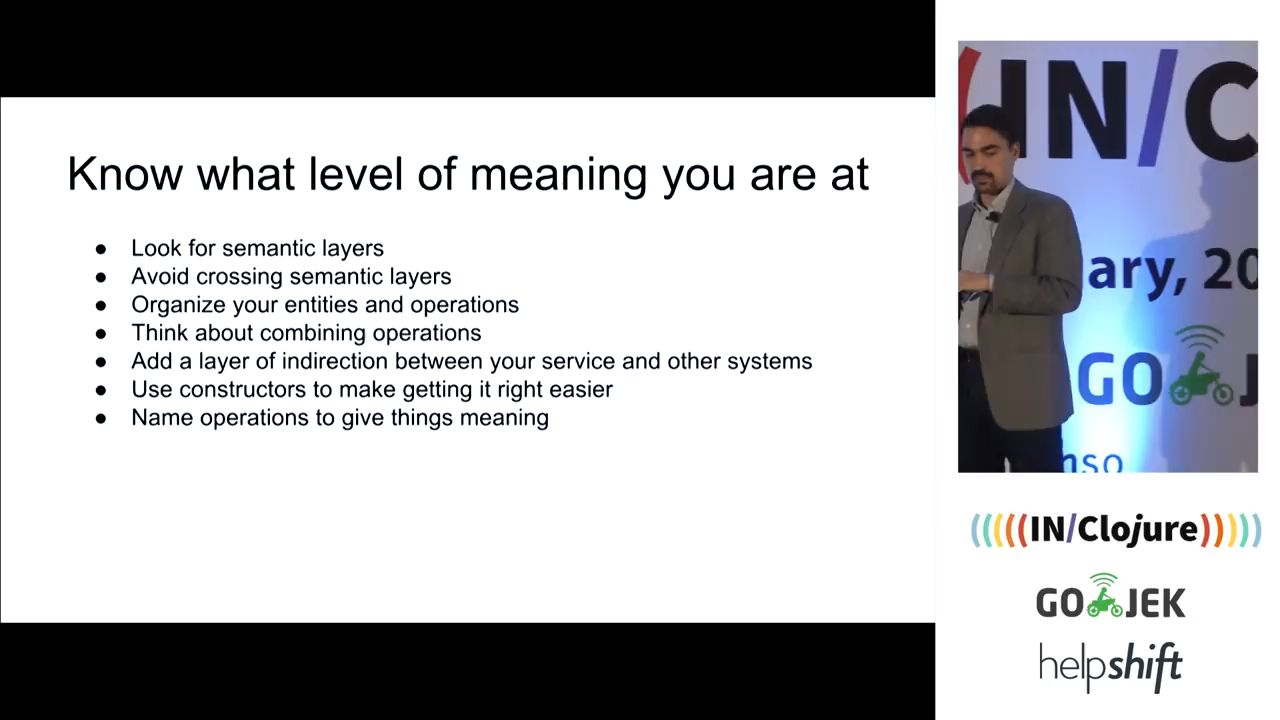 Know what level of meaning you are at
● Look for semantic layers
● Avoid crossing semantic layers
● Organize your entities and operations
● Think about combining operations
● Add a layer of indirection between your service and other systems
● Use constructors to make getting it right easier
● Name operations to give things meaning
(IN/C
uary, 20
GO J
nso
(((((IN/Clojure)))))
GO JEK
helpshift